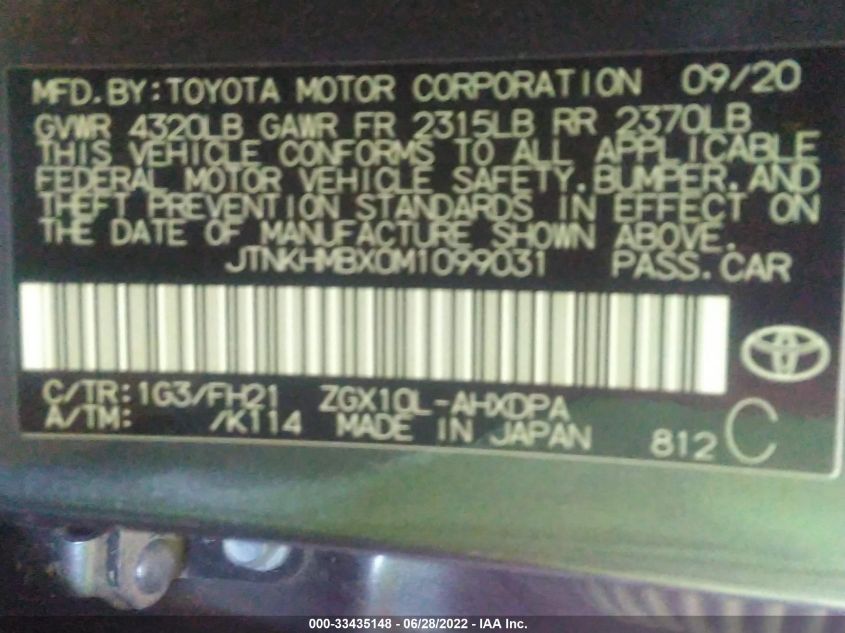 MFD.BY:TOYOTA MOTOR CORPORATION 09/20
GVWR 4320LB GAWR FR 2315LB RR 2370LB
THIS VEHICLE CONFORMS TO ALL APPLICABLE
FEDERAL MOTOR VEHICLE SAFETY.BUMPER.AND
THEFT PREVENTION STANDARDS IN EFFECT ON
THE DATE OF MANUFACTURE SHOWN ABOVE.
JTNKHMBX0M1099031 PASS.CAR
C/TR:1G3/FH21 ZGX10L-AHXDPA
A/TM: /K114 MADE IN JAPAN 812 C
000-33435148 - 06/28/2022 - IAA Inc.